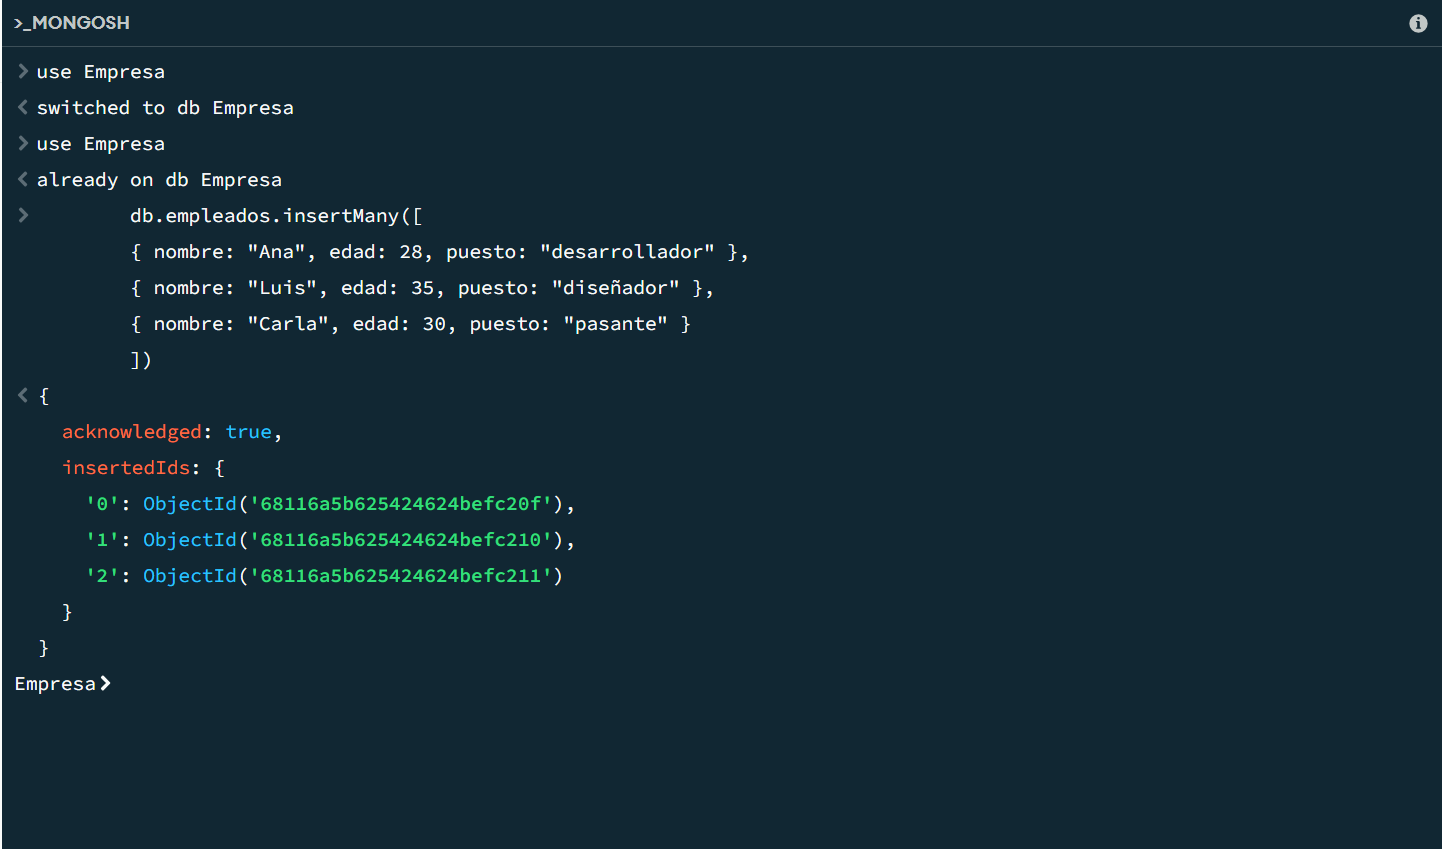 >_MONGOSH
> use Empresa
< switched to db Empresa
> use Empresa
< already on db Empresa
> db.empleados.insertMany([
{ nombre: "Ana", edad: 28, puesto: "desarrollador" },
{ nombre: "Luis", edad: 35, puesto: "diseñador" },
{ nombre: "Carla", edad: 30, puesto: "pasante" }
])
< {
acknowledged: true,
insertedIds: {
'0': ObjectId('68116a5b625424624befc20f'),
'1': ObjectId('68116a5b625424624befc210'),
'2': ObjectId('68116a5b625424624befc211')
}
}
Empresa>